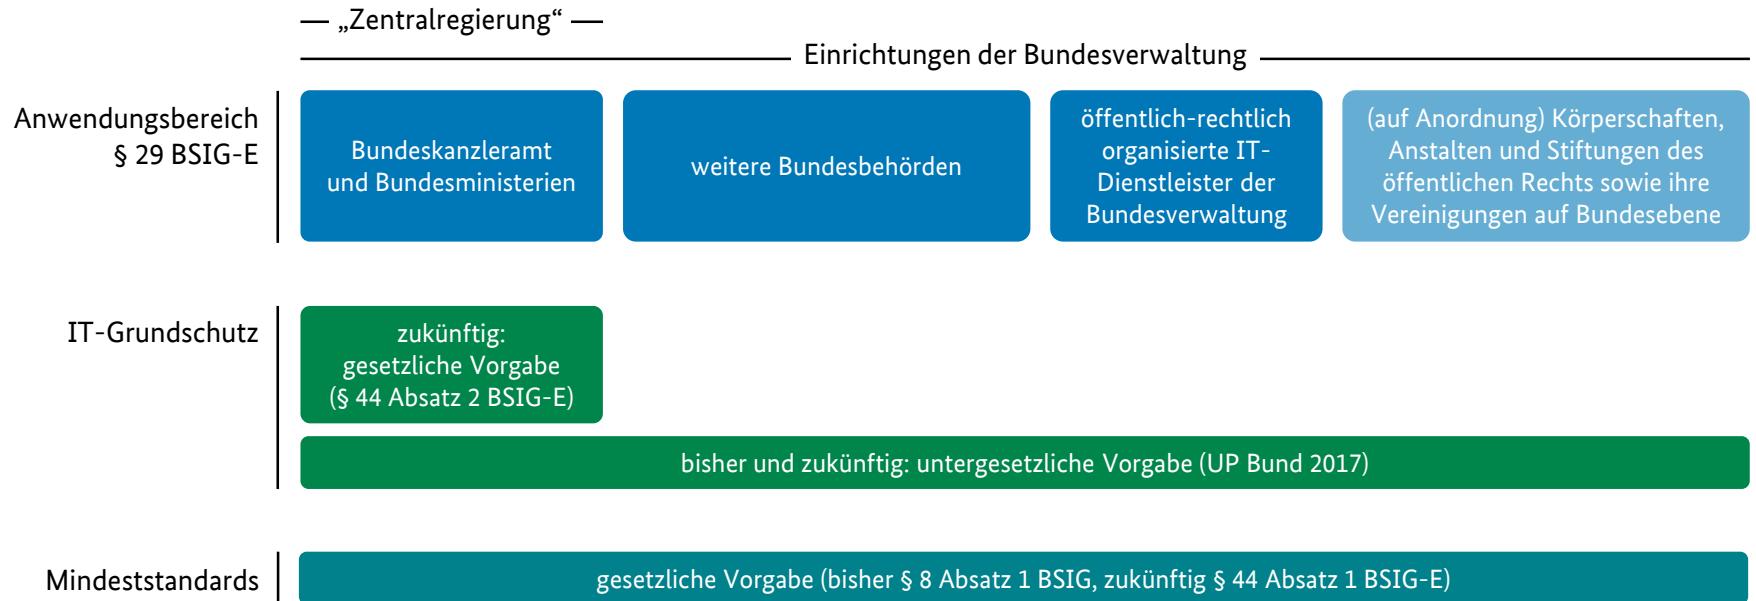 „Zentralregierung“
Einrichtungen der Bundesverwaltung
Anwendungsbereich
§ 29 BSIG-E
Bundeskanzleramt
und Bundesministerien
weitere Bundesbehörden
öffentlich-rechtlich
organisierte IT-
Dienstleister der
Bundesverwaltung
(auf Anordnung) Körperschaften,
Anstalten und Stiftungen des
öffentlichen Rechts sowie ihre
Vereinigungen auf Bundesebene
IT-Grundschutz
zukünftig:
gesetzliche Vorgabe
(§ 44 Absatz 2 BSIG-E)
bisher und zukünftig: untergesetzliche Vorgabe (UP Bund 2017)
Mindeststandards
gesetzliche Vorgabe (bisher § 8 Absatz 1 BSIG, zukünftig § 44 Absatz 1 BSIG-E)